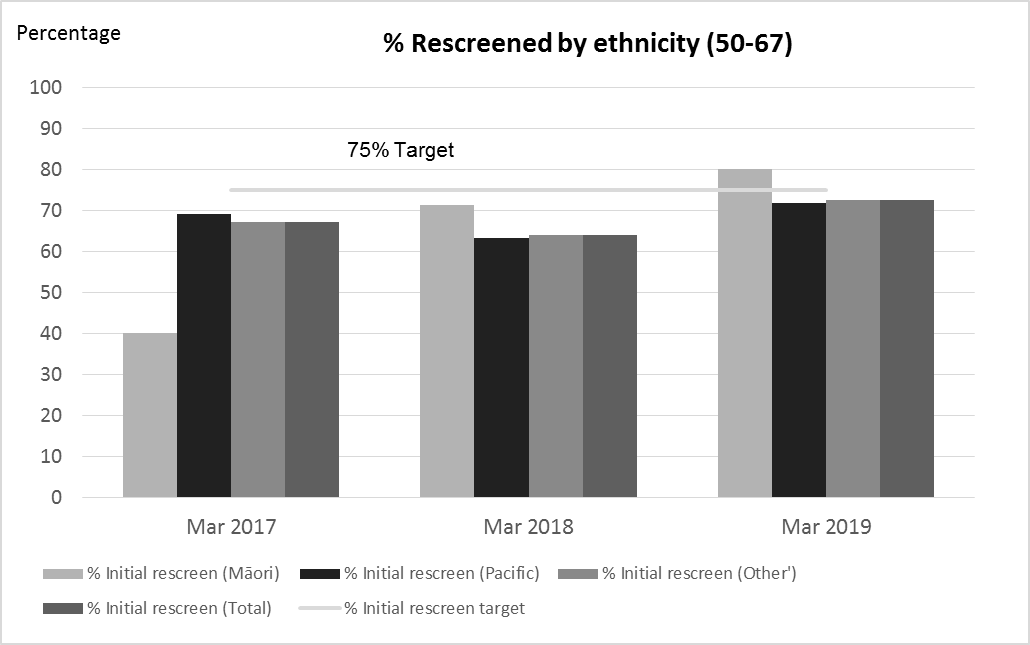 Percentage
% Rescreened by ethnicity (50-67)
100
90
75% Target
80
70
60
50
40
30
20
10
0
Mar 2017 Mar 2018 Mar 2019
% Initial rescreen (Māori) % Initial rescreen (Pacific) % Initial rescreen (Other')
% Initial rescreen (Total) % Initial rescreen target